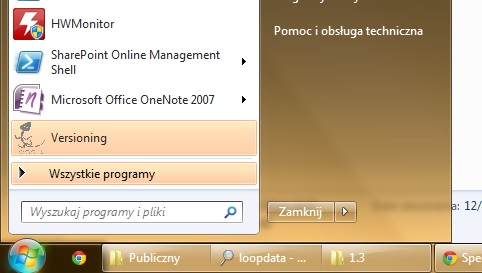 HWMonitor
SharePoint Online Management
Shell
Microsoft Office OneNote 2007
Versioning
Wszystkie programy
Wyszukaj programy i pliki
Pomoc i obsługa techniczna
Zamknij
12/
Publiczny
loopdata - ...
1.3
Spe